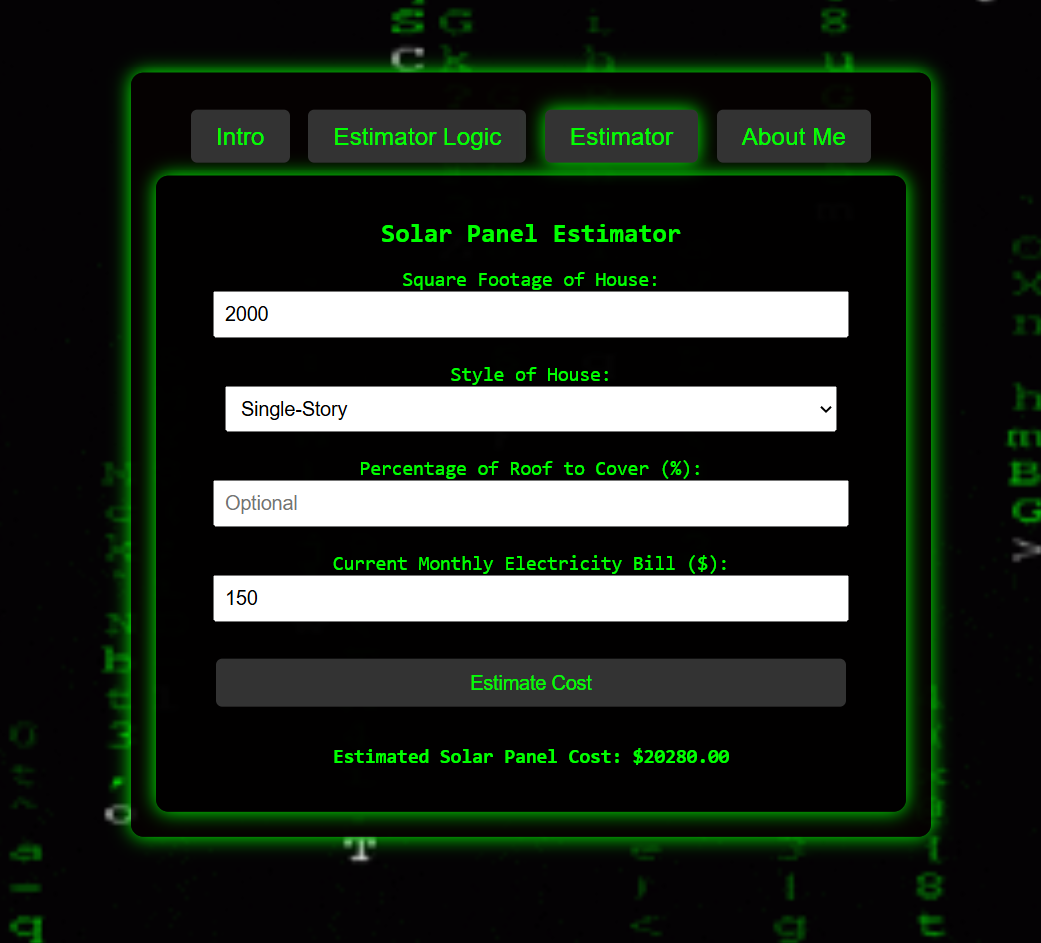 Intro Estimator Logic Estimator About Me
Solar Panel Estimator
Square Footage of House:
2000
Style of House:
Single-Story
Percentage of Roof to Cover (%):
Optional
Current Monthly Electricity Bill ($):
150
Estimate Cost
Estimated Solar Panel Cost: $20280.00